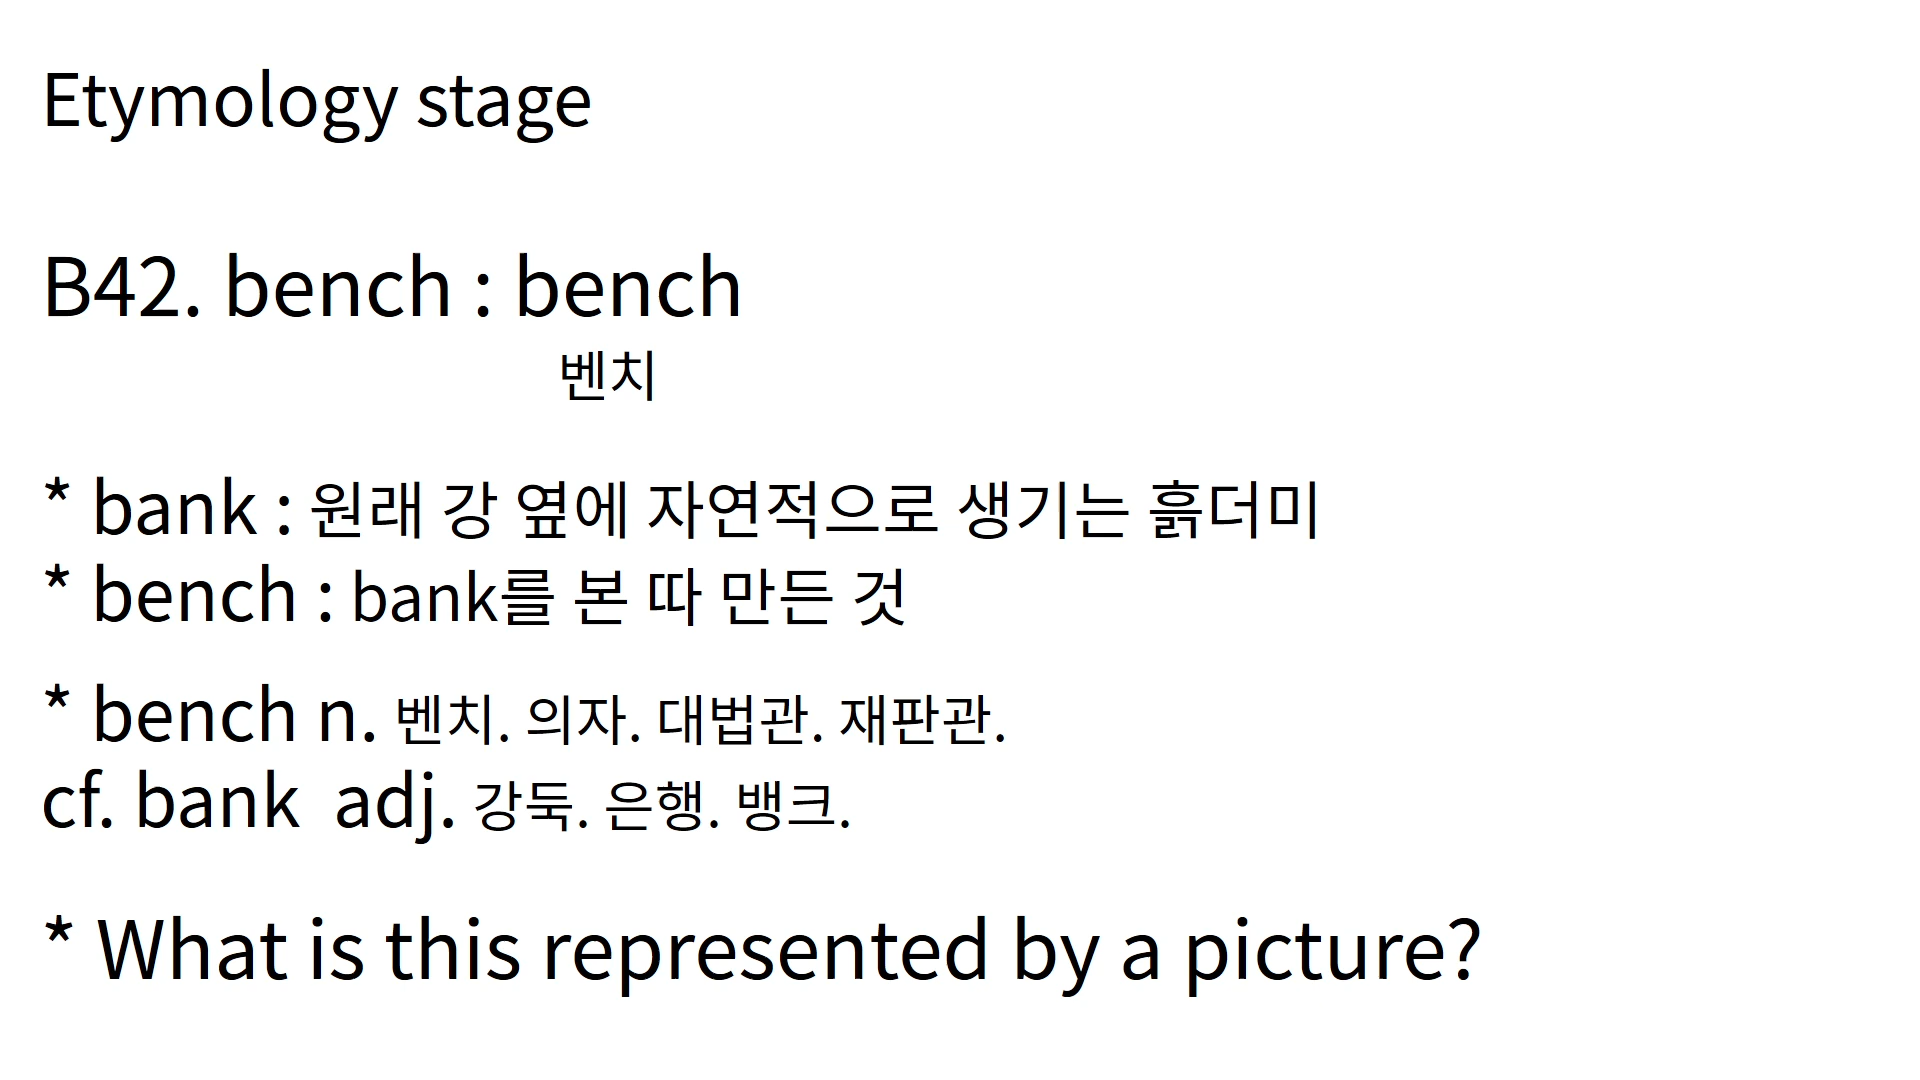 Etymology stage
B42. bench : bench
벤치
* bank : 원래 강 옆에 자연적으로 생기는 흙더미
* bench : bank를 본 따 만든 것
* bench n. 벤치. 의자. 대법관. 재판관.
cf. bank  adj. 강둑. 은행. 뱅크.
* What is this represented by a picture?